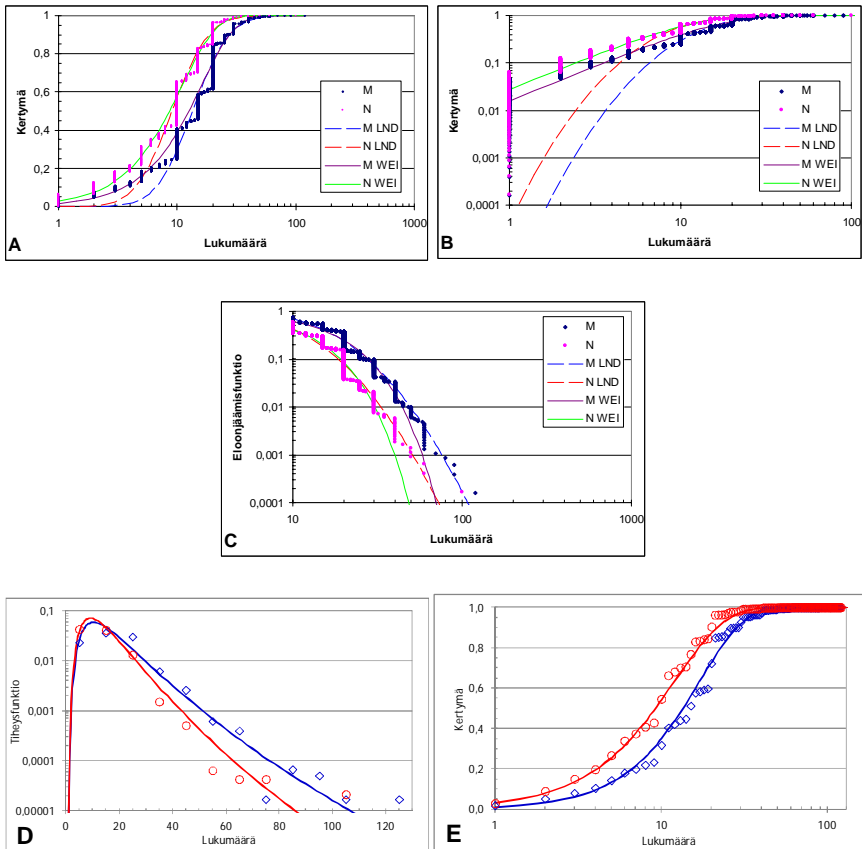 1
0,8
0,6
0,4
0,2
0
1 10 100 1000
Kertymä
Lukumäärä
M
N
M LND
N LND
M WEI
N WEI
A
1
0,1
0,01
0,001
0,0001
1 10 100
Kertymä
Lukumäärä
M
N
M LND
N LND
M WEI
N WEI
B
1
0,1
0,01
0,001
0,0001
10 100 1000
Eloonjäämisfunktio
Lukumäärä
M
N
M LND
N LND
M WEI
N WEI
C
0,1
0,01
0,001
0,0001
0,00001
0 20 40 60 80 100 120
Tiheysfunktio
Lukumäärä
D
1,0
0,8
0,6
0,4
0,2
0,0
1 10 100
Kertymä
Lukumäärä
E